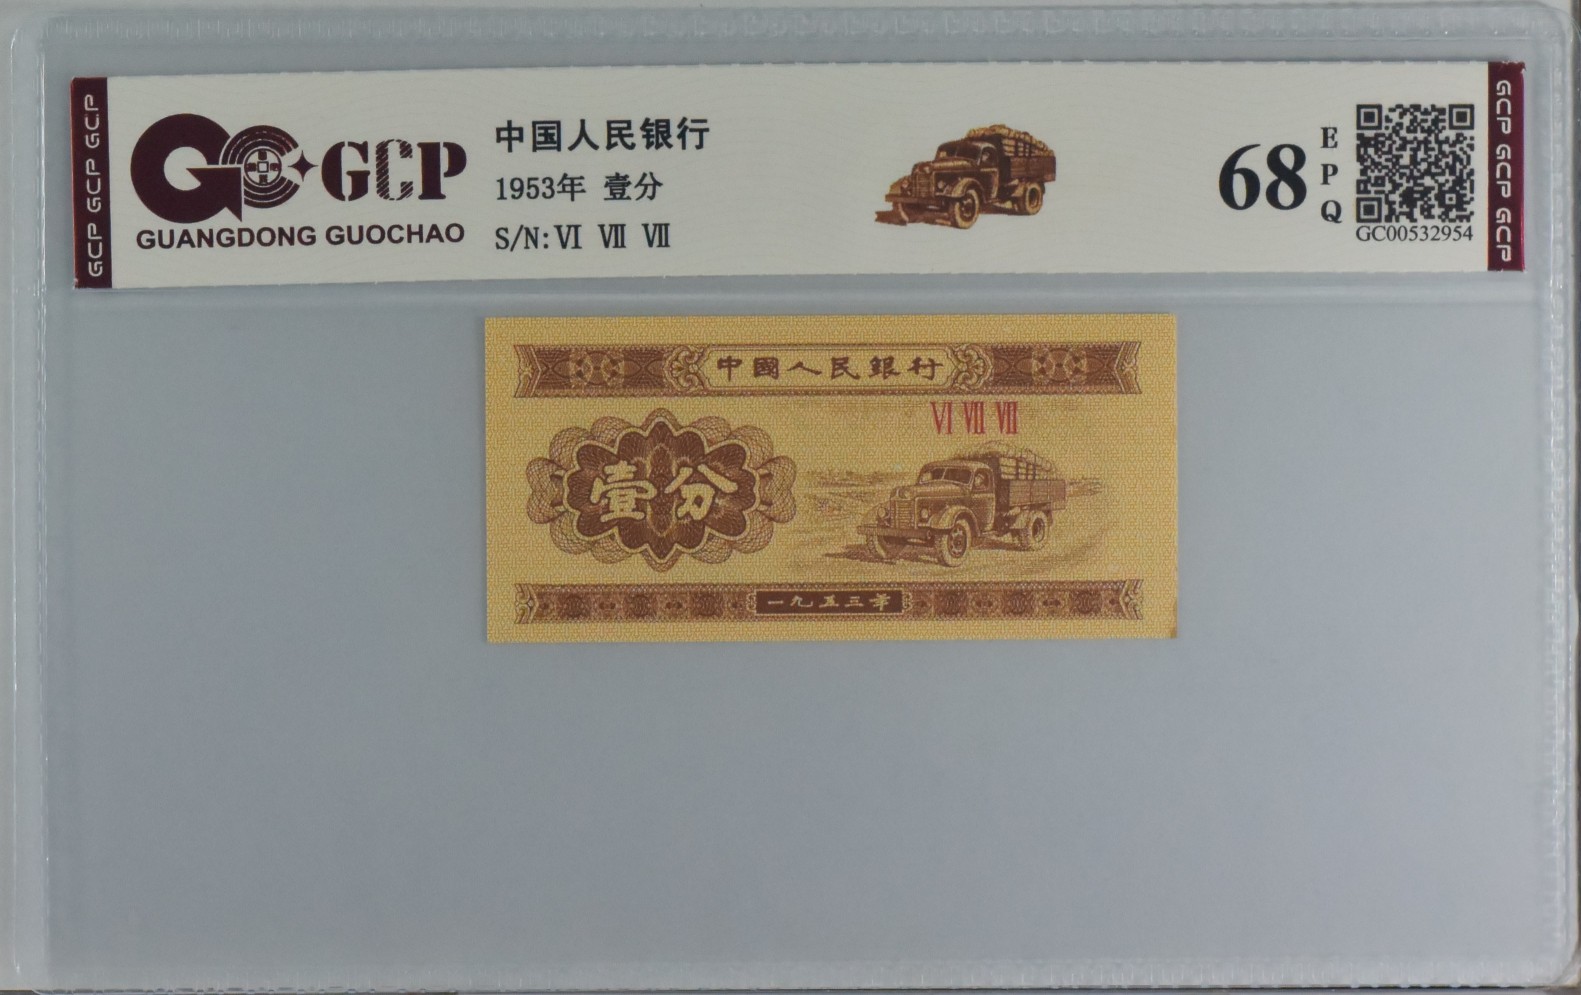 GCP GCP GCP
GCP
GUANGDONG GUOCHAO
中国人民银行
1953年 壹分
S/N: Ⅵ Ⅶ Ⅶ
68
E
P
Q
GC00532954
GCP GCP GCP
中國人民銀行
Ⅵ Ⅶ Ⅶ
壹分
一九五三年